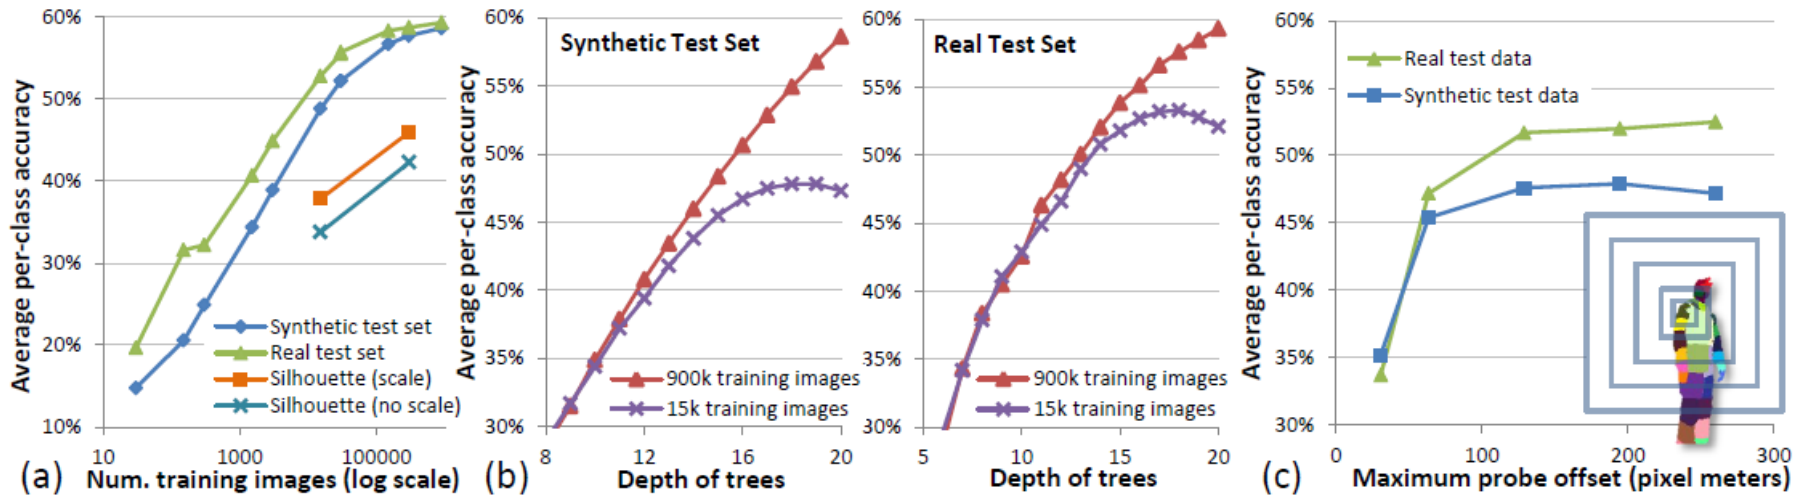 60%
50%
40%
30%
20%
10%
10
1000
100000
Average per-class accuracy
Synthetic test set
Real test set
Silhouette (scale)
Silhouette (no scale)
(a)
Num. training images (log scale)
60%
55%
50%
45%
40%
35%
30%
8
12
16
20
Average per-class accuracy
Synthetic Test Set
900k training images
15k training images
(b)
Depth of trees
60%
55%
50%
45%
40%
35%
30%
5
10
15
20
Real Test Set
900k training images
15k training images
Depth of trees
60%
55%
50%
45%
40%
35%
30%
0
100
200
300
Average per-class accuracy
Real test data
Synthetic test data
(c)
Maximum probe offset (pixel meters)